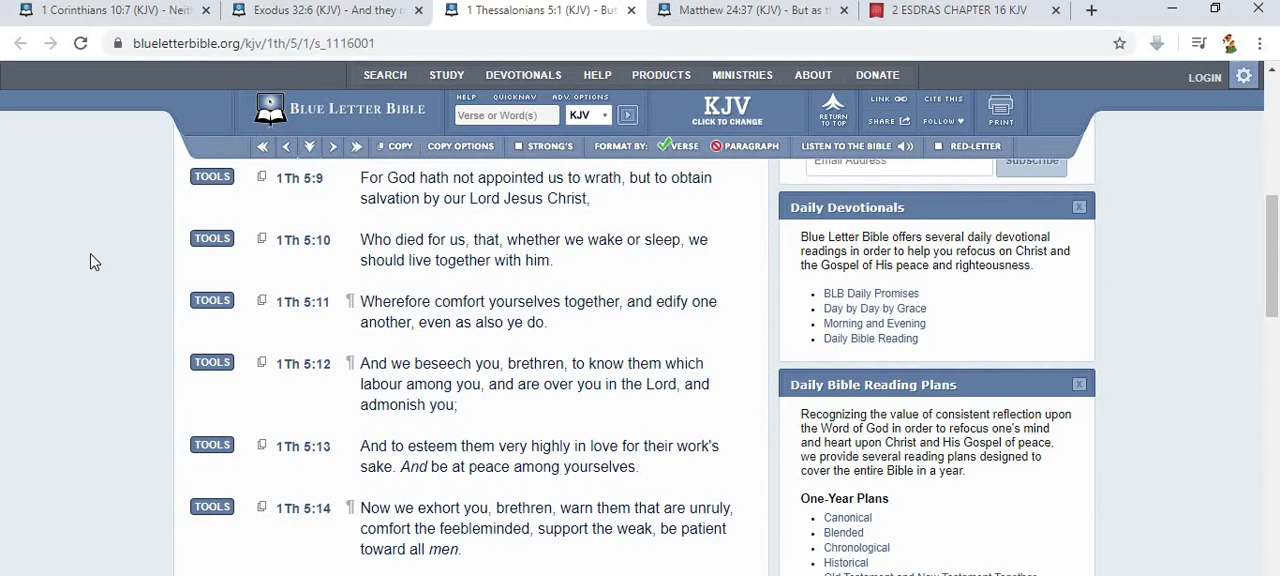 1 Corinthians 10:7 (KJV) - Neith
Exodus 32:6 (KJV) - And they r
1 Thessalonians 5:1 (KJV) - But
Matthew 24:37 (KJV) - But as th
2 ESDRAS CHAPTER 16 KJV
blueletterbible.org/kjv/1th/5/1/s_1116001
SEARCH STUDY DEVOTIONALS HELP PRODUCTS MINISTRIES ABOUT DONATE LOGIN
BLUE LETTER BIBLE
HELP QUICKNAV ADV. OPTIONS
Verse or Word(s) KJV
KJV
CLICK TO CHANGE
RETURN
TO TOP
LINK CITE THIS
SHARE FOLLOW
PRINT
COPY COPY OPTIONS STRONG'S FORMAT BY: VERSE PARAGRAPH LISTEN TO THE BIBLE RED-LETTER
TOOLS 1Th 5:9 For God hath not appointed us to wrath, but to obtain
salvation by our Lord Jesus Christ,
TOOLS 1Th 5:10 Who died for us, that, whether we wake or sleep, we
should live together with him.
TOOLS 1Th 5:11 ¶ Wherefore comfort yourselves together, and edify one
another, even as also ye do.
TOOLS 1Th 5:12 ¶ And we beseech you, brethren, to know them which
labour among you, and are over you in the Lord, and
admonish you;
TOOLS 1Th 5:13 And to esteem them very highly in love for their work's
sake. And be at peace among yourselves.
TOOLS 1Th 5:14 ¶ Now we exhort you, brethren, warn them that are unruly,
comfort the feebleminded, support the weak, be patient
toward all men.
Email Address Subscribe
Daily Devotionals
Blue Letter Bible offers several daily devotional
readings in order to help you refocus on Christ and
the Gospel of His peace and righteousness.
BLB Daily Promises
Day by Day by Grace
Morning and Evening
Daily Bible Reading
Daily Bible Reading Plans
Recognizing the value of consistent reflection upon
the Word of God in order to refocus one's mind
and heart upon Christ and His Gospel of peace,
we provide several reading plans designed to
cover the entire Bible in a year.
One-Year Plans
Canonical
Blended
Chronological
Historical
Old Testament and New Testament Together